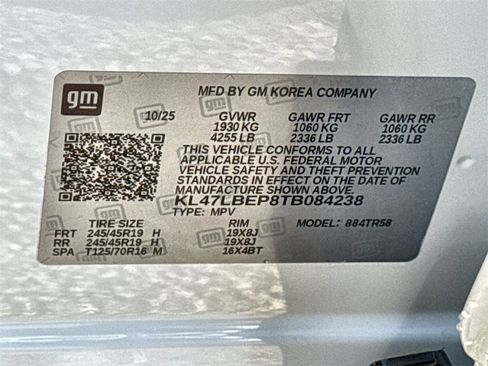 gm
MFD BY GM KOREA COMPANY
10/25 GVWR GAWR FRT GAWR RR
1930 KG 1060 KG 1060 KG
4255 LB 2336 LB 2336 LB
THIS VEHICLE CONFORMS TO ALL
APPLICABLE U.S. FEDERAL MOTOR
VEHICLE SAFETY AND THEFT PREVENTION
STANDARDS IN EFFECT ON THE DATE OF
MANUFACTURE SHOWN ABOVE.
KL47LBEP8TB084238
TYPE: MPV MODEL: 884TR58
TIRE SIZE RIM
FRT 245/45R19 H 19X8J
RR 245/45R19 H 19X8J
SPA T125/70R16 M 16X4BT